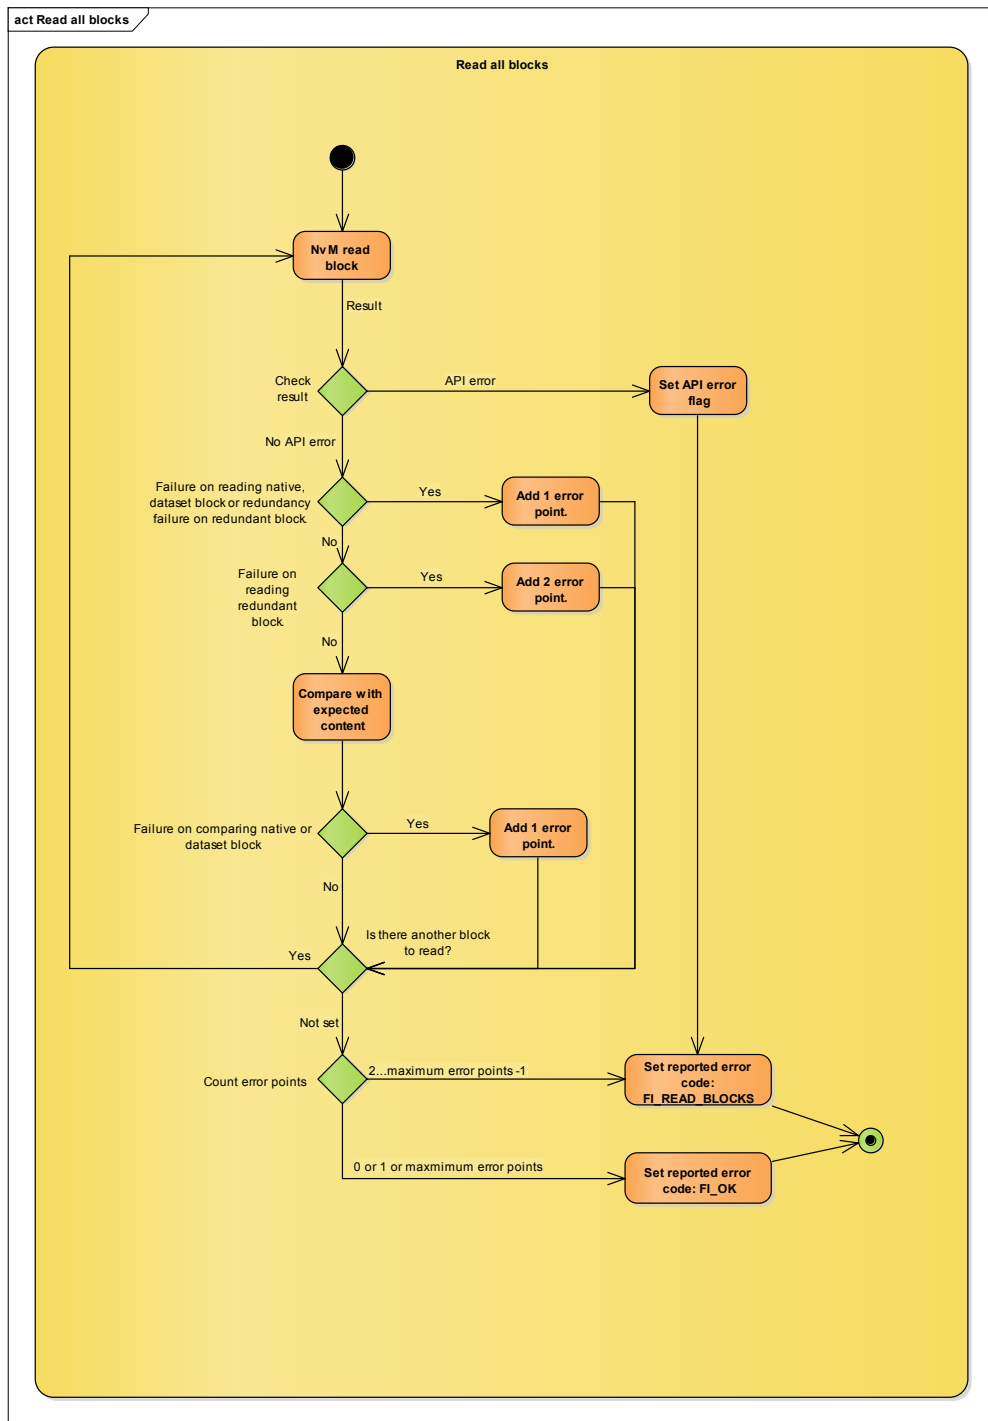 act Read all blocks
Read all blocks
NvM read
block
Result
Check
result
API error
Set API error
flag
No API error
Failure on reading native,
dataset block or redundancy
failure on redundant block.
Yes
Add 1 error
point.
No
Failure on
reading
redundant
block.
Yes
Add 2 error
point.
No
Compare with
expected
content
Failure on comparing native or
dataset block
Yes
Add 1 error
point.
No
Is there another block
to read?
Yes
Not set
Count error points
2...maximum error points -1
Set reported error
code:
FI_READ_BLOCKS
0 or 1 or maxmimum error points
Set reported error
code: FI_OK